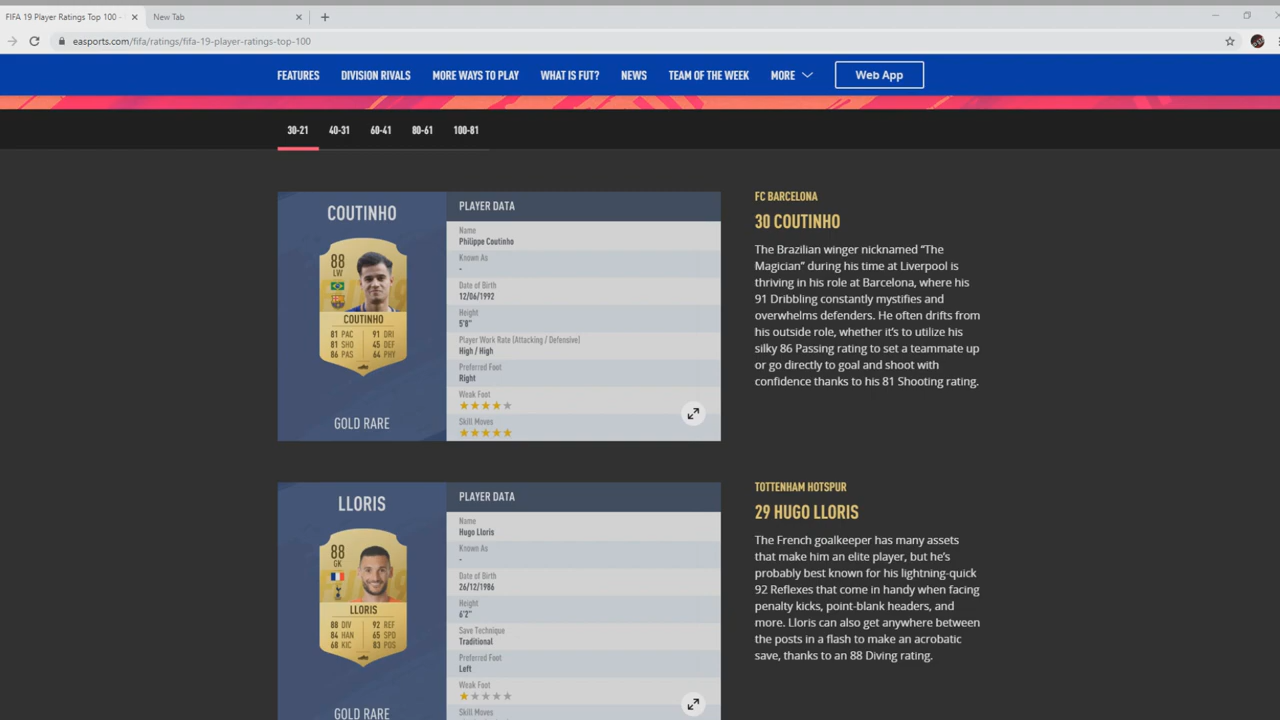 FIFA 19 Player Ratings Top 100 -
New Tab
easports.com/fifa/ratings/fifa-19-player-ratings-top-100
FEATURES
DIVISION RIVALS
MORE WAYS TO PLAY
WHAT IS FUT?
NEWS
TEAM OF THE WEEK
MORE
Web App
30-21
40-31
60-41
80-61
100-81
COUTINHO
88
LW
COUTINHO
81 PAC 91 DRI
81 SHO 45 DEF
86 PAS 64 PHY
GOLD RARE
PLAYER DATA
Name
Philippe Coutinho
Known As
-
Date of Birth
12/06/1992
Height
5'8"
Player Work Rate (Attacking / Defensive)
High / High
Preferred Foot
Right
Weak Foot
Skill Moves
FC BARCELONA
30 COUTINHO
The Brazilian winger nicknamed “The
Magician” during his time at Liverpool is
thriving in his role at Barcelona, where his
91 Dribbling constantly mystifies and
overwhelms defenders. He often drifts from
his outside role, whether it’s to utilize his
silky 86 Passing rating to set a teammate up
or go directly to goal and shoot with
confidence thanks to his 81 Shooting rating.
LLORIS
88
GK
LLORIS
88 DIV 92 REF
84 HAN 65 SPD
68 KIC 83 POS
GOLD RARE
PLAYER DATA
Name
Hugo Lloris
Known As
-
Date of Birth
26/12/1986
Height
6'2"
Save Technique
Traditional
Preferred Foot
Left
Weak Foot
Skill Moves
TOTTENHAM HOTSPUR
29 HUGO LLORIS
The French goalkeeper has many assets
that make him an elite player, but he’s
probably best known for his lightning-quick
92 Reflexes that come in handy when facing
penalty kicks, point-blank headers, and
more. Lloris can also get anywhere between
the posts in a flash to make an acrobatic
save, thanks to an 88 Diving rating.